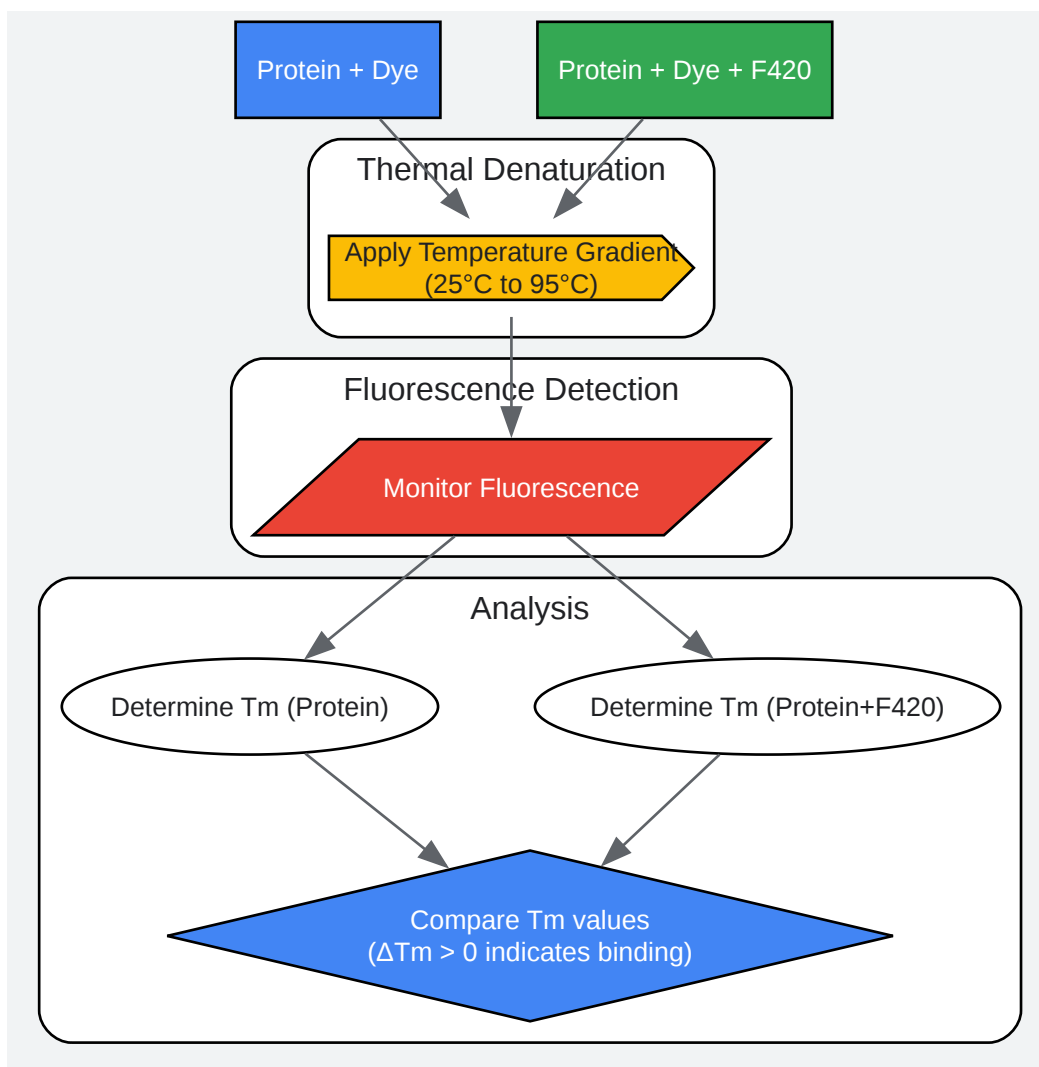 Protein + Dye
Protein + Dye + F420
Thermal Denaturation
Apply Temperature Gradient
(25°C to 95°C)
Fluorescence Detection
Monitor Fluorescence
Analysis
Determine Tm (Protein)
Determine Tm (Protein+F420)
Compare Tm values
(ΔTm > 0 indicates binding)